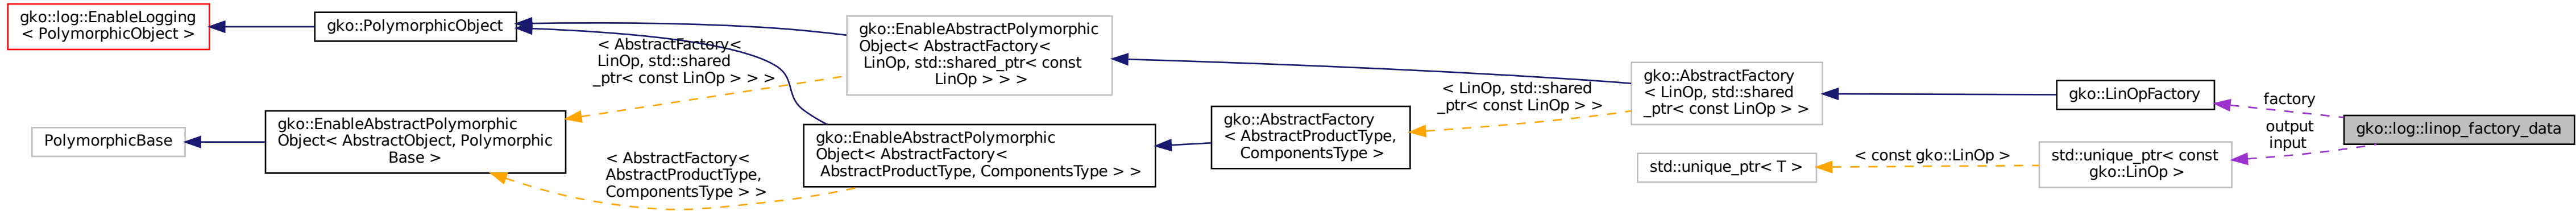 gko::log::EnableLogging
< PolymorphicObject >
gko::PolymorphicObject
gko::EnableAbstractPolymorphic
Object< AbstractFactory<
LinOp, std::shared_ptr< const
LinOp > > >
< AbstractFactory<
LinOp, std::shared
_ptr< const LinOp > > >
gko::AbstractFactory
< LinOp, std::shared
_ptr< const LinOp > >
gko::LinOpFactory
factory
gko::log::linop_factory_data
output
input
PolymorphicBase
gko::EnableAbstractPolymorphic
Object< AbstractObject, Polymorphic
Base >
gko::EnableAbstractPolymorphic
Object< AbstractFactory<
AbstractProductType, ComponentsType > >
gko::AbstractFactory
< AbstractProductType,
ComponentsType >
< LinOp, std::shared
_ptr< const LinOp > >
< AbstractFactory<
AbstractProductType,
ComponentsType > >
std::unique_ptr< T >
< const gko::LinOp >
std::unique_ptr< const
gko::LinOp >